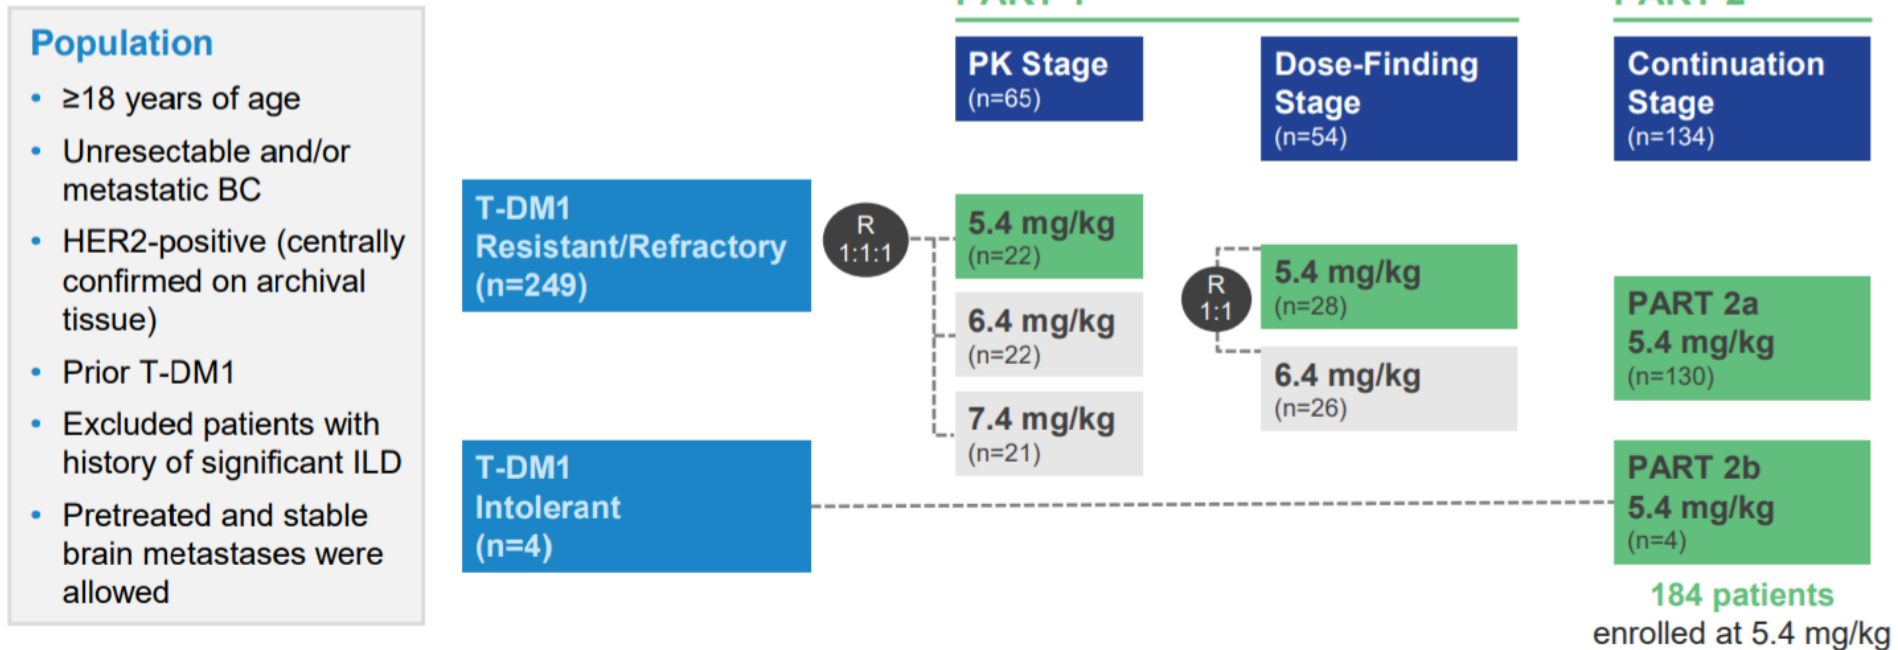 Population
• ≥18 years of age
• Unresectable and/or
metastatic BC
• HER2-positive (centrally
confirmed on archival
tissue)
• Prior T-DM1
• Excluded patients with
history of significant ILD
• Pretreated and stable
brain metastases were
allowed
T-DM1
Resistant/Refractory
(n=249)
T-DM1
Intolerant
(n=4)
R
1:1:1
PK Stage
(n=65)
5.4 mg/kg
(n=22)
6.4 mg/kg
(n=22)
7.4 mg/kg
(n=21)
R
1:1
Dose-Finding
Stage
(n=54)
5.4 mg/kg
(n=28)
6.4 mg/kg
(n=26)
Continuation
Stage
(n=134)
PART 2a
5.4 mg/kg
(n=130)
PART 2b
5.4 mg/kg
(n=4)
184 patients
enrolled at 5.4 mg/kg